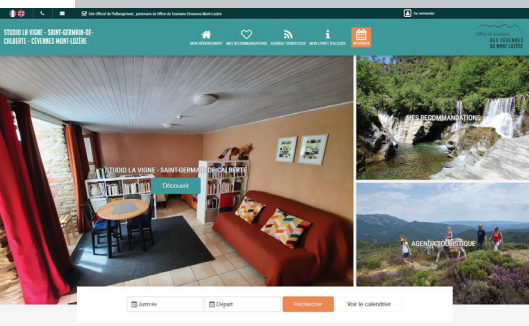 Site Officiel de l'hébergement, partenaire de Office de Tourisme Cévennes Mont-Lozère
Se connecter
STUDIO LA VIGNE - SAINT-GERMAIN-DE-
CALBERTE - CÉVENNES MONT-LOZÈRE
MON HÉBERGEMENT
MES RECOMMANDATIONS
AGENDA TOURISTIQUE
MON LIVRET D'ACCUEIL
RÉSERVER
Office de tourisme
DES CÉVENNES
AU MONT LOZÈRE
STUDIO LA VIGNE - SAINT-GERMAIN-DE-CALBERTE
Découvrir
MES RECOMMANDATIONS
AGENDA TOURISTIQUE
Arrivée
Départ
Rechercher
Voir le calendrier